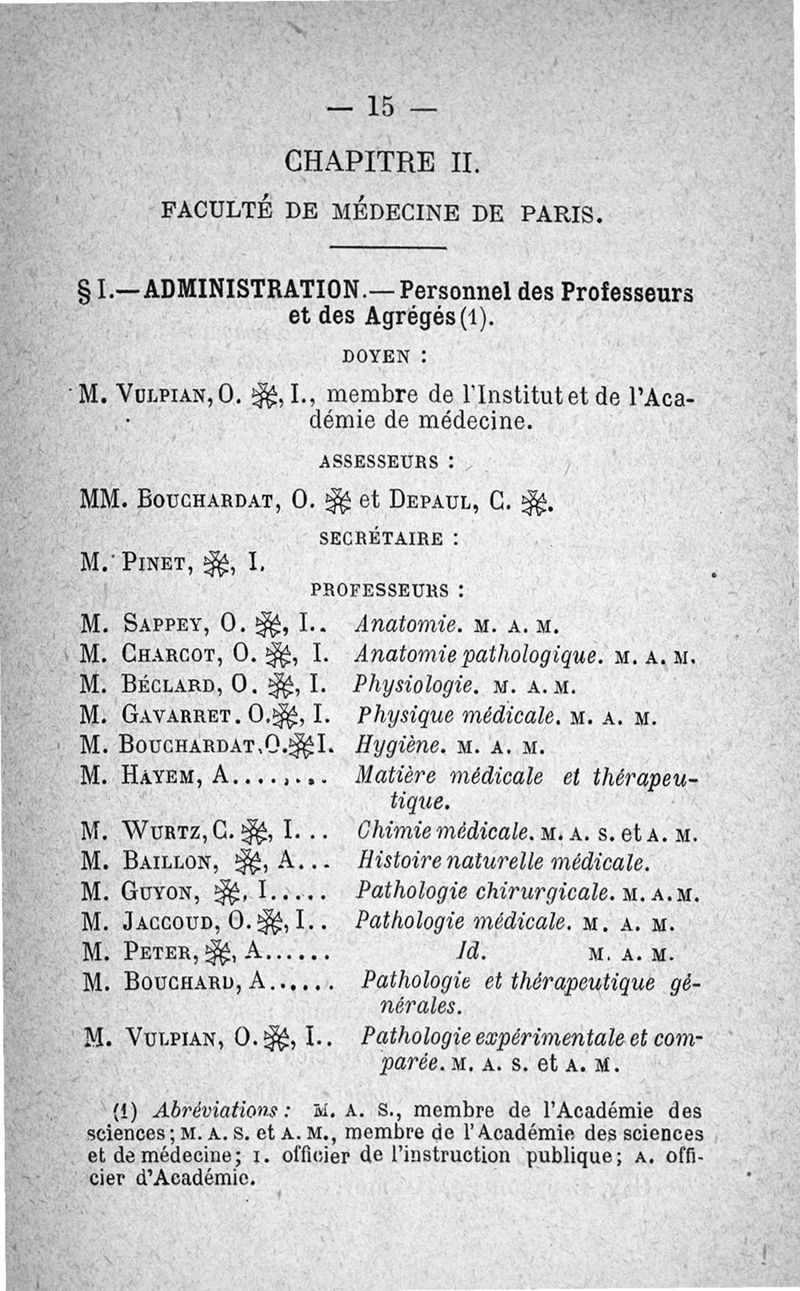 — 15 —
CHAPITRE II.
FACULTÉ DE MÉDECINE DE PARIS.
§ I.—ADMINISTRATION.—Personnel des Professeurs
et des Agrégés (1).
DOYEN :
M. VULPIAN, O. ✻, I., membre de l'Institut et de l'Aca-
démie de médecine.
ASSESSEURS :
MM. BOUCHARDAT, O. ✻ et DEPAUL, C. ✻.
SECRÉTAIRE :
M. PINET, ✻, I.
PROFESSEURS :
M. SAPPEY, O. ✻, I.. Anatomie. M. A. M.
M. CHARCOT, O. ✻, I. Anatomie pathologique. M. A. M.
M. BÉCLARD, O. ✻, I. Physiologie. M. A. M.
M. GAVARRET. O.✻, I. Physique médicale. M. A. M.
M. BOUCHARDAT,O.✻I. Hygiène. M. A. M.
M. HAYEM, A........ Matière médicale et thérapeu-
tique.
M. WURTZ, C. ✻, I... Chimie médicale. M. A. S. et A. M.
M. BAILLON, ✻, A... Histoire naturelle médicale.
M. GUYON, ✻, I..... Pathologie chirurgicale. M. A. M.
M. JACCOUD, O. ✻, I.. Pathologie médicale. M. A. M.
M. PETER, ✻, A...... Id. M. A. M.
M. BOUCHARD, A...... Pathologie et thérapeutique gé-
nérales.
M. VULPIAN, O. ✻, I.. Pathologie expérimentale et com-
parée. M. A. S. et A. M.
(1) Abréviations : M. A. S., membre de l'Académie des
sciences ; M. A. S. et A. M., membre de l'Académie des sciences
et de médecine; I. officier de l'instruction publique; A. offi-
cier d'Académie.